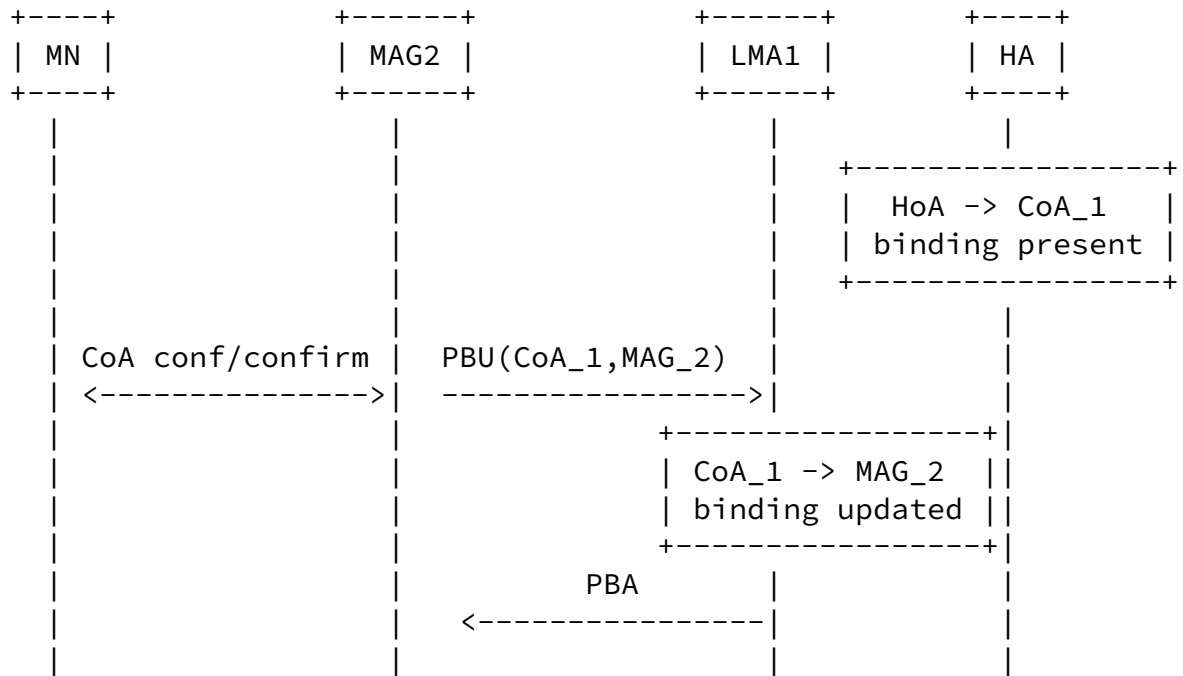 MN MAG2 LMA1 HA
HoA -> CoA_1
binding present
CoA conf/confirm PBU(CoA_1,MAG_2)
CoA_1 -> MAG_2
binding updated
PBA